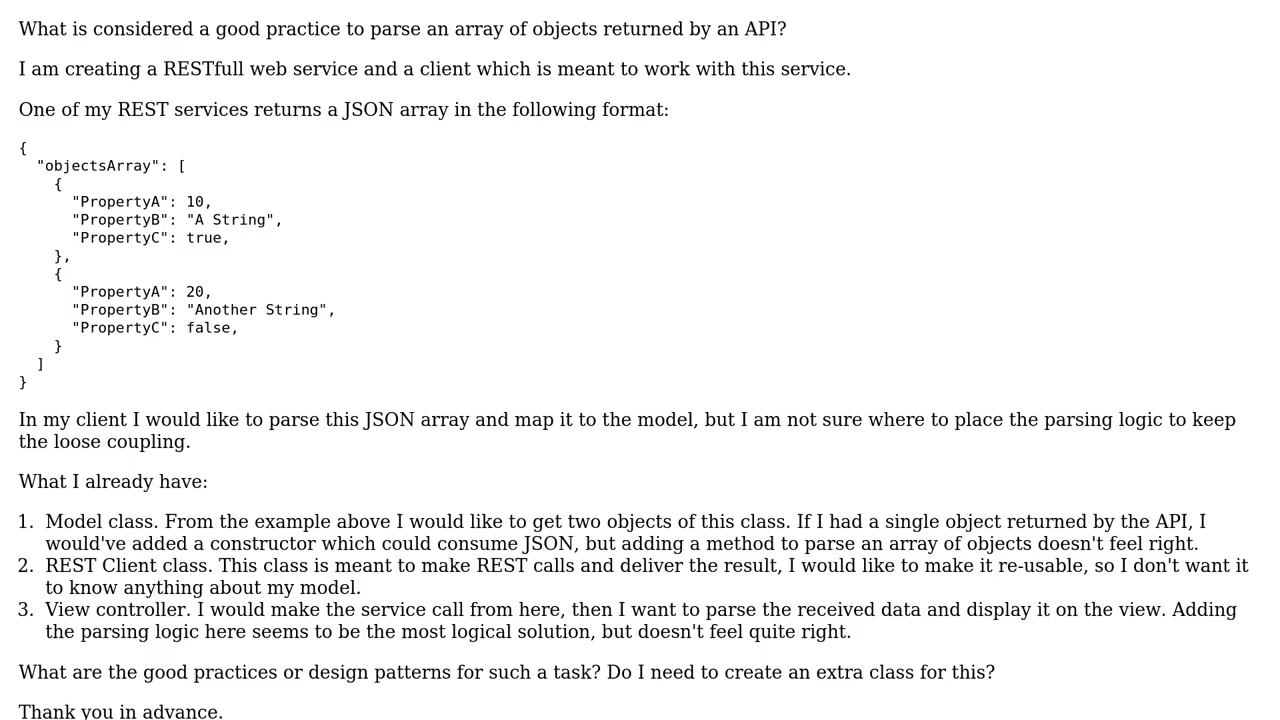 What is considered a good practice to parse an array of objects returned by an API?
I am creating a RESTfull web service and a client which is meant to work with this service.
One of my REST services returns a JSON array in the following format:
{
  "objectsArray": [
    {
      "PropertyA": 10,
      "PropertyB": "A String",
      "PropertyC": true,
    },
    {
      "PropertyA": 20,
      "PropertyB": "Another String",
      "PropertyC": false,
    }
  ]
}
In my client I would like to parse this JSON array and map it to the model, but I am not sure where to place the parsing logic to keep
the loose coupling.
What I already have:
1. Model class. From the example above I would like to get two objects of this class. If I had a single object returned by the API, I
would've added a constructor which could consume JSON, but adding a method to parse an array of objects doesn't feel right.
2. REST Client class. This class is meant to make REST calls and deliver the result, I would like to make it re-usable, so I don't want it
to know anything about my model.
3. View controller. I would make the service call from here, then I want to parse the received data and display it on the view. Adding
the parsing logic here seems to be the most logical solution, but doesn't feel quite right.
What are the good practices or design patterns for such a task? Do I need to create an extra class for this?
Thank you in advance.